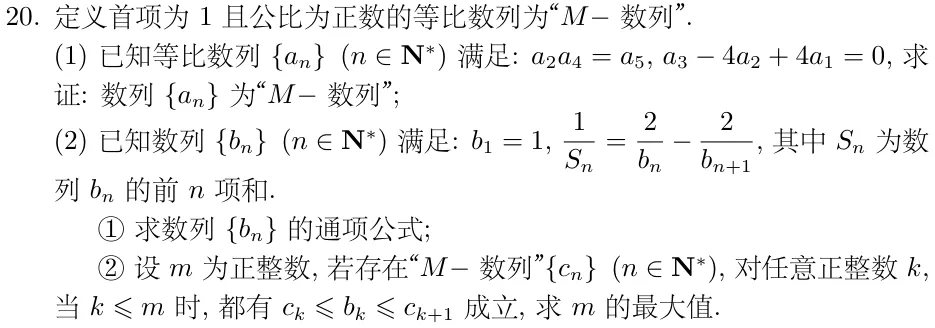 20. 定义首项为 1 且公比为正数的等比数列为“M− 数列”.
(1) 已知等比数列 {aₙ} (n ∈ N*) 满足: a₂a₄ = a₅, a₃ − 4a₂ + 4a₁ = 0, 求
证: 数列 {aₙ} 为“M− 数列”;
(2) 已知数列 {bₙ} (n ∈ N*) 满足: b₁ = 1, 1/Sₙ = 2/bₙ − 2/bₙ₊₁, 其中 Sₙ 为数
列 bₙ 的前 n 项和.
① 求数列 {bₙ} 的通项公式;
② 设 m 为正整数, 若存在“M− 数列”{cₙ} (n ∈ N*), 对任意正整数 k,
当 k ⩽ m 时, 都有 cₖ ⩽ bₖ ⩽ cₖ₊₁ 成立, 求 m 的最大值.